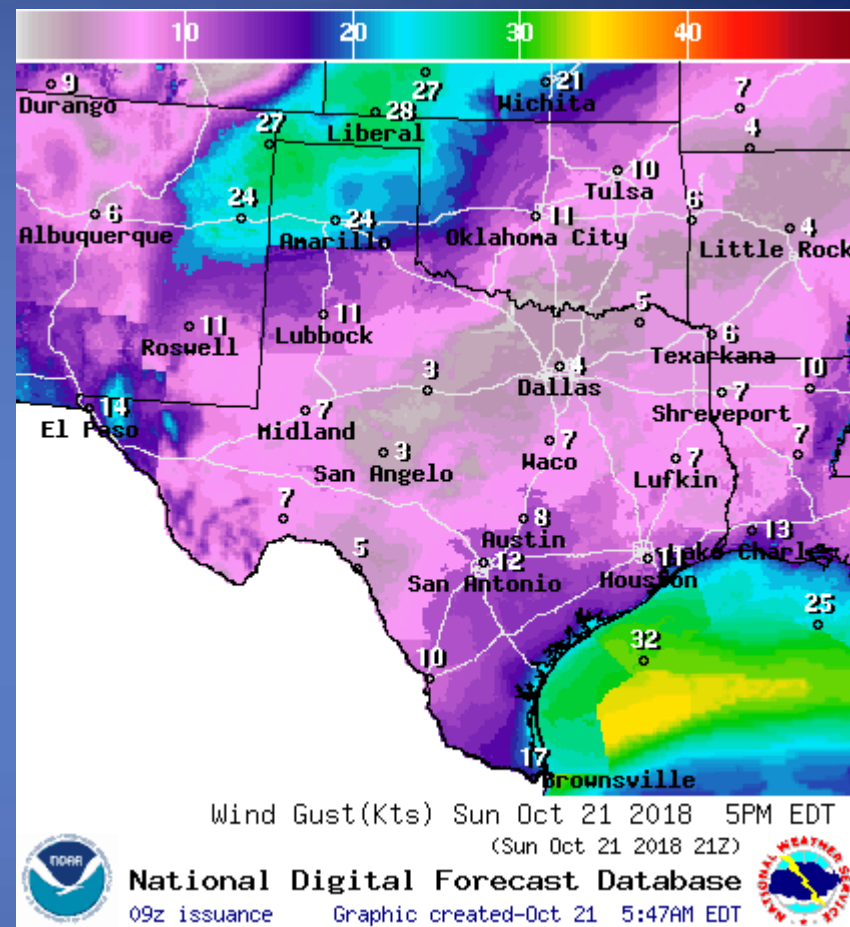 10 20 30 40
9
Durango
27
28
Liberal
21
Wichita
7
4
27
24
24
Amarillo
6
Albuquerque
10
Tulsa
11
Oklahoma City
6
4
Little Rock
11
Roswell
11
Lubbock
5
6
Texarkana
3
4
Dallas
10
7
Shreveport
14
El Paso
7
Midland
3
San Angelo
7
Waco
7
Lufkin
7
7
8
Austin
13
Lake Charles
5
12
San Antonio
11
Houston
25
32
10
17
Brownsville
Wind Gust(Kts) Sun Oct 21 2018 5PM EDT
(Sun Oct 21 2018 21Z)
National Digital Forecast Database
09z issuance Graphic created-Oct 21 5:47AM EDT
NOAA
NATIONAL WEATHER SERVICE